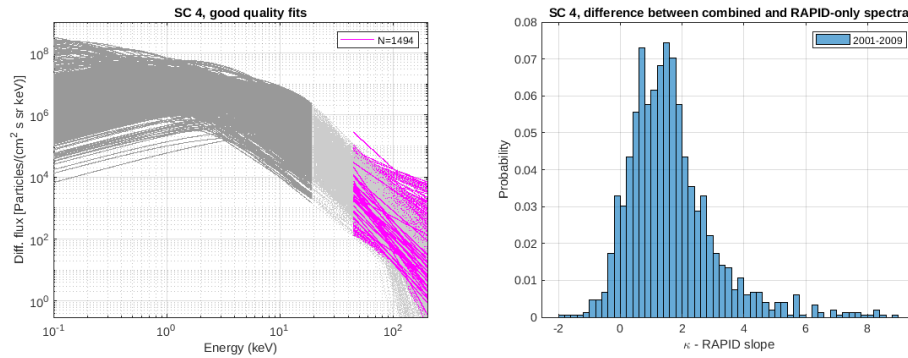 SC 4, good quality fits
N=1494
10^8
10^6
10^4
10^2
10^0
Diff. flux [Particles/(cm^2 s sr keV)]
10^-1 10^0 10^1 10^2
Energy (keV)
SC 4, difference between combined and RAPID-only spectra
2001-2009
0.08
0.07
0.06
0.05
0.04
0.03
0.02
0.01
0
Probability
-2 0 2 4 6 8
κ - RAPID slope